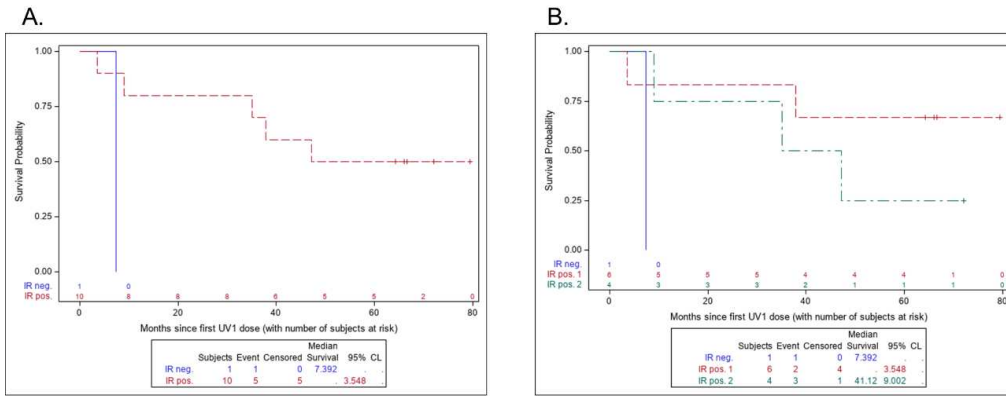 A.
1.00
0.75
0.50
0.25
0.00
Survival Probability
IR neg. 1 0
IR pos. 10 8 8 8 6 5 5 2 0
0 20 40 60 80
Months since first UV1 dose (with number of subjects at risk)
Median
Subjects Event Censored Survival 95% CL
IR neg. 1 1 0 7.392 . .
IR pos. 10 5 5 . 3.548 .
B.
1.00
0.75
0.50
0.25
0.00
Survival Probability
IR neg. 1 0
IR pos. 1 6 5 5 5 4 4 4 1 0
IR pos. 2 4 3 3 3 2 1 1 1 0
0 20 40 60 80
Months since first UV1 dose (with number of subjects at risk)
Median
Subjects Event Censored Survival 95% CL
IR neg. 1 1 0 7.392 . .
IR pos. 1 6 2 4 . 3.548 .
IR pos. 2 4 3 1 41.12 9.002 .